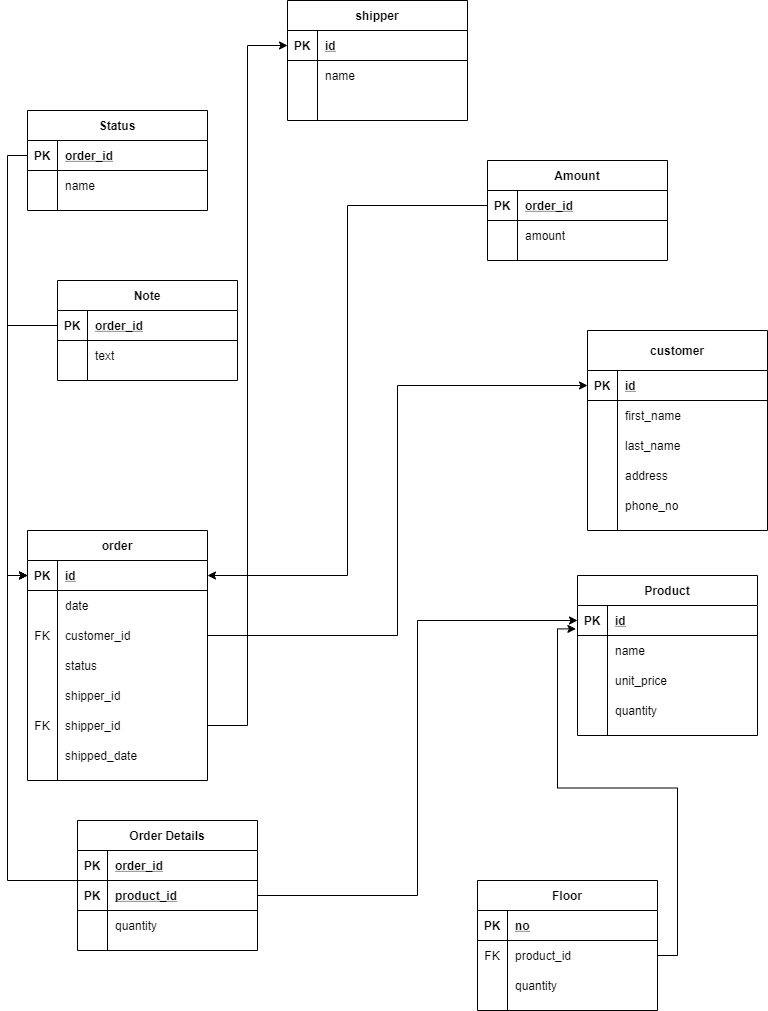 shipper
PK id
name
Status
PK order_id
name
Amount
PK order_id
amount
Note
PK order_id
text
customer
PK id
first_name
last_name
address
phone_no
order
PK id
date
FK customer_id
status
shipper_id
FK shipper_id
shipped_date
Product
PK id
name
unit_price
quantity
Order Details
PK order_id
PK product_id
quantity
Floor
PK no
FK product_id
quantity